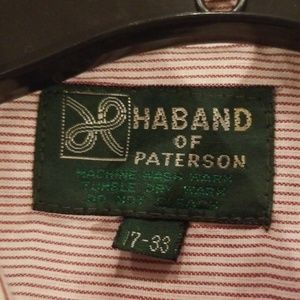 HABAND
OF
PATERSON
MACHINE WASH WARM
TUMBLE DRY WARM
DO NOT BLEACH
17-33